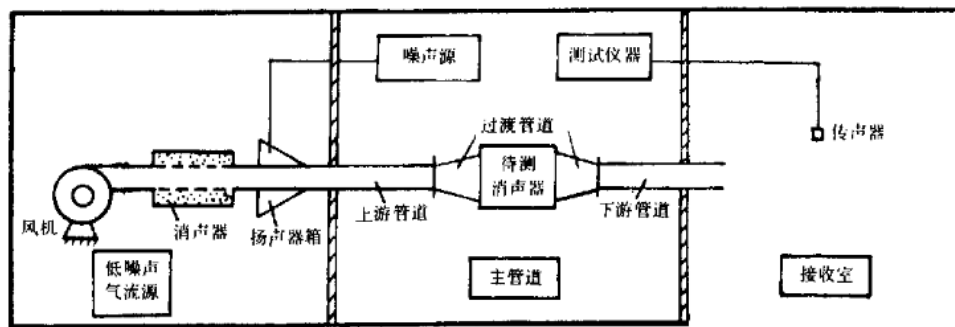 噪声源
测试仪器
传声器
过渡管道
待测
消声器
上游管道
下游管道
消声器
扬声器箱
风机
低噪声
气流源
主管道
接收室